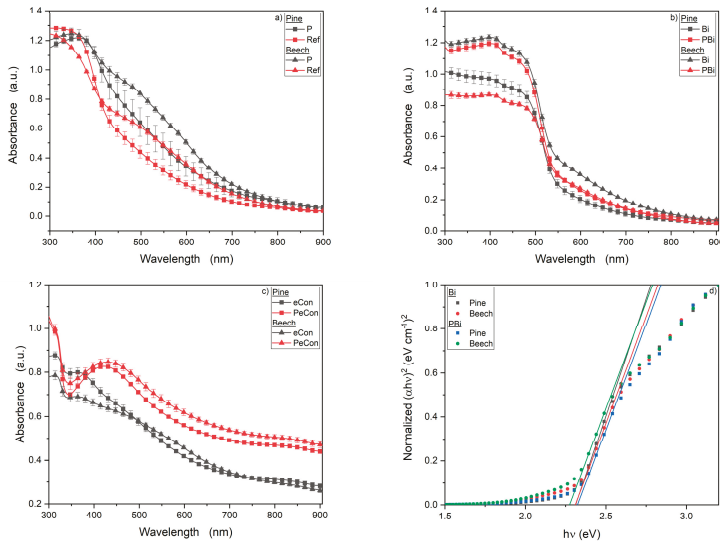 a)
Pine
P
Ref
Beech
P
Ref
Absorbance (a.u.)
1.4
1.2
1.0
0.8
0.6
0.4
0.2
0.0
300 400 500 600 700 800 900
Wavelength (nm)
b)
Pine
Bi
PBi
Beech
Bi
PBi
Absorbance (a.u.)
1.4
1.2
1.0
0.8
0.6
0.4
0.2
0.0
300 400 500 600 700 800 900
Wavelength (nm)
c)
Pine
eCon
PeCon
Beech
eCon
PeCon
Absorbance (a.u.)
1.2
1.0
0.8
0.6
0.4
0.2
300 400 500 600 700 800 900
Wavelength (nm)
d)
Bi
Pine
Beech
PBi
Pine
Beech
Normalized (αhν)² (eV cm⁻¹)²
1.0
0.8
0.6
0.4
0.2
0.0
1.5 2.0 2.5 3.0
hν (eV)